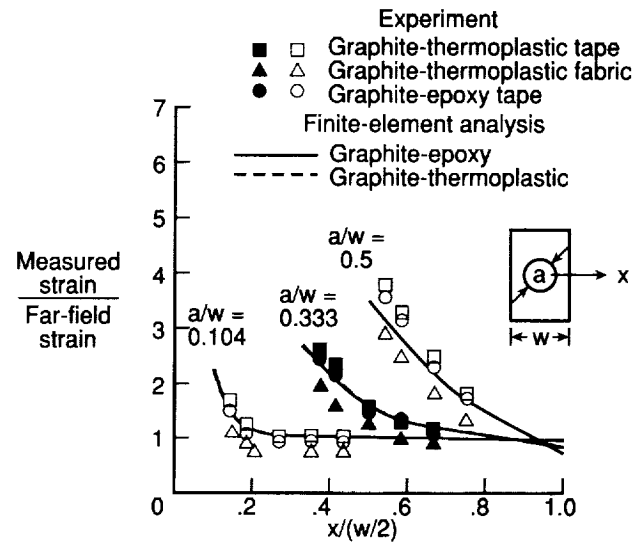 Experiment
Graphite-thermoplastic tape
Graphite-thermoplastic fabric
Graphite-epoxy tape
Finite-element analysis
Graphite-epoxy
Graphite-thermoplastic
7
6
5
4
3
2
1
0
Measured
strain
Far-field
strain
a/w =
0.104
a/w =
0.333
a/w =
0.5
a
x
w
.2
.4
.6
.8
1.0
x/(w/2)